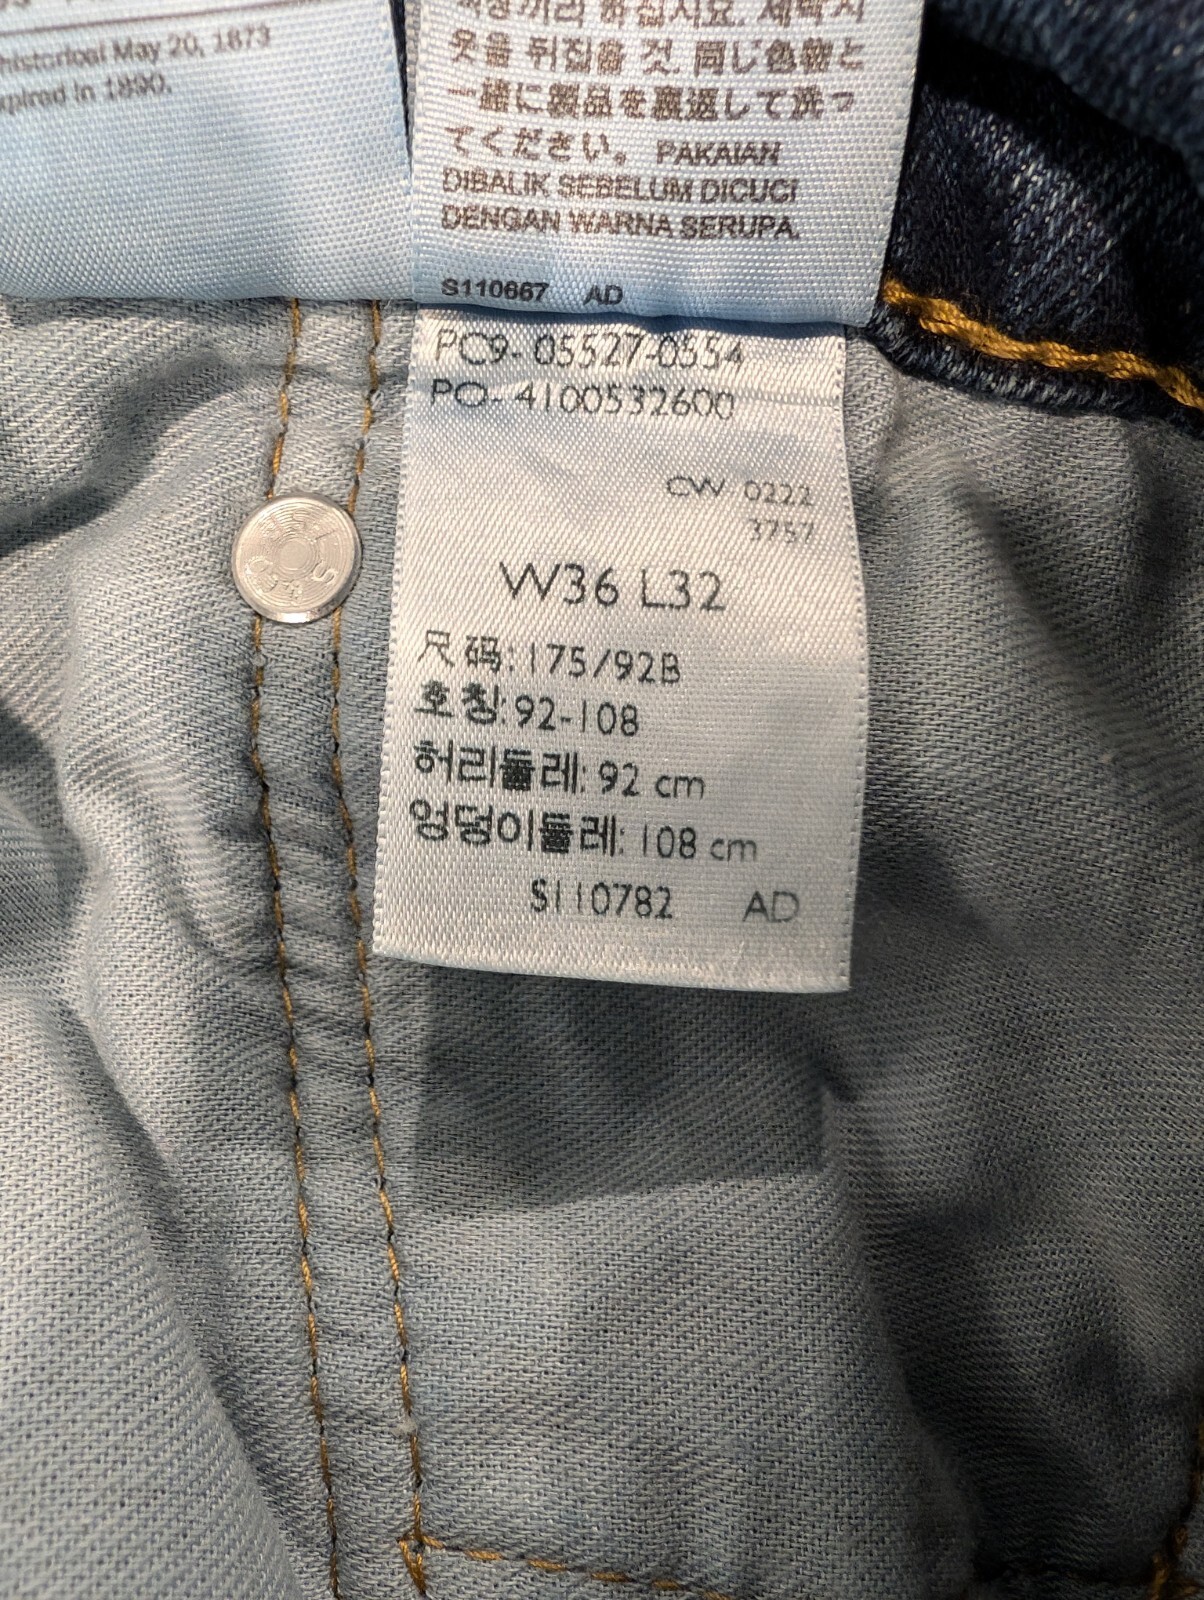 historical May 20, 1873
expired in 1890.
옷을 뒤집을 것. 同じ色物と
一緒に製品を裏返して洗っ
てください。 PAKAIAN
DIBALIK SEBELUM DICUCI
DENGAN WARNA SERUPA.
S110667 AD
PC9-05527-0554
PO-4100532600
CW 0222
3757
W36 L32
尺码:175/92B
호칭:92-108
허리둘레: 92 cm
엉덩이둘레: 108 cm
S110782 AD